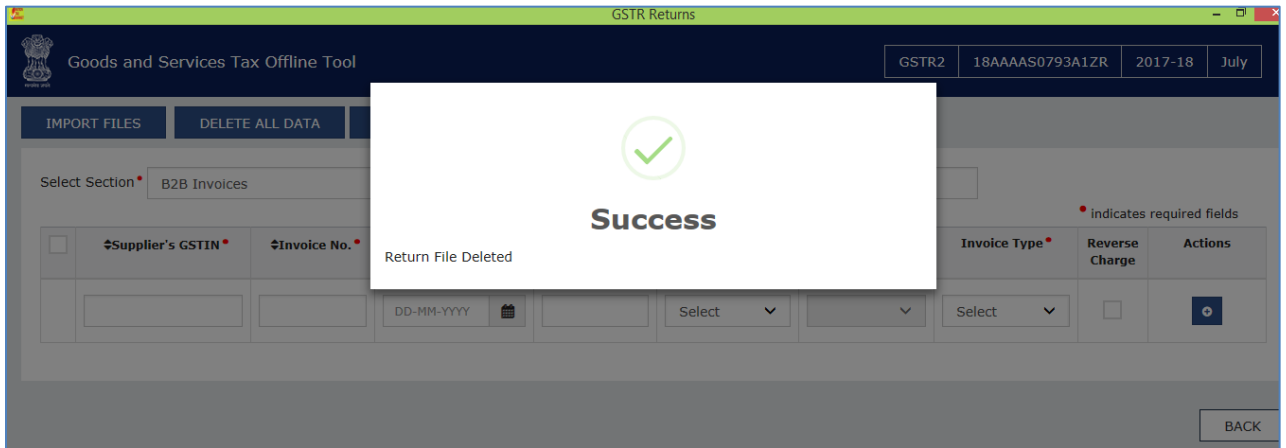 GSTR Returns
Goods and Services Tax Offline Tool
GSTR2 18AAAAS0793A1ZR 2017-18 July
IMPORT FILES DELETE ALL DATA
Select Section• B2B Invoices
Success
Return File Deleted
• indicates required fields
Supplier's GSTIN• Invoice No.• Invoice Type• Reverse Charge Actions
DD-MM-YYYY Select Select
BACK